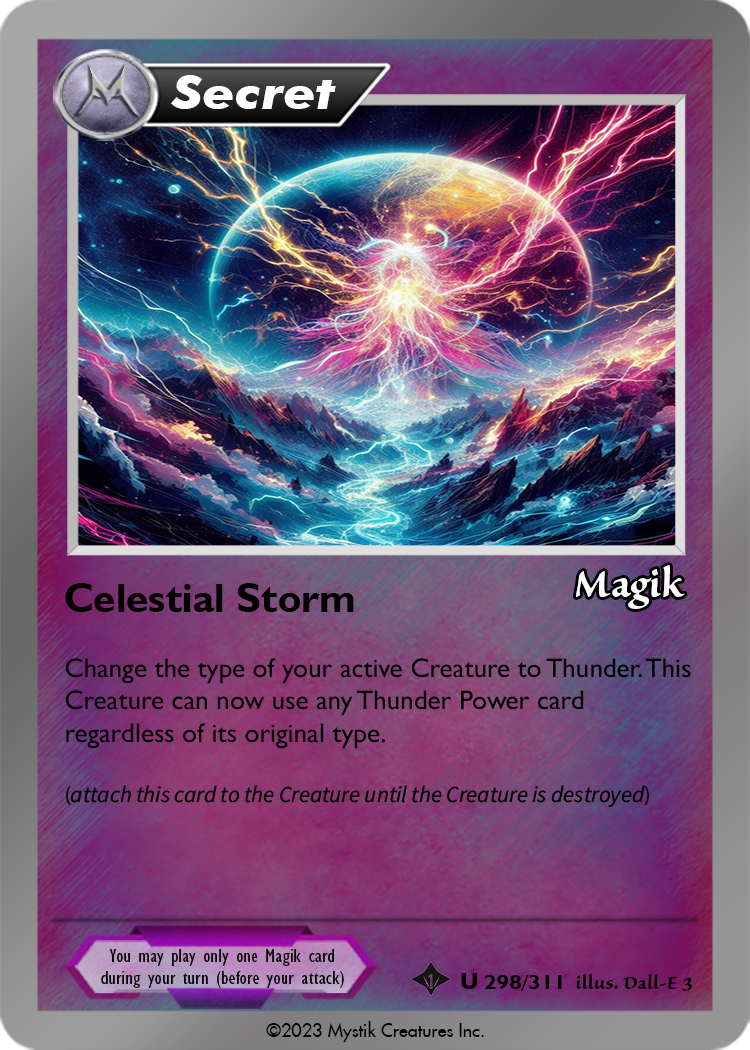 Secret
Celestial Storm
Magik
Change the type of your active Creature to Thunder. This
Creature can now use any Thunder Power card
regardless of its original type.
(attach this card to the Creature until the Creature is destroyed)
You may play only one Magik card
during your turn (before your attack)
1 U 298/311 illus. Dall-E 3
©2023 Mystik Creatures Inc.